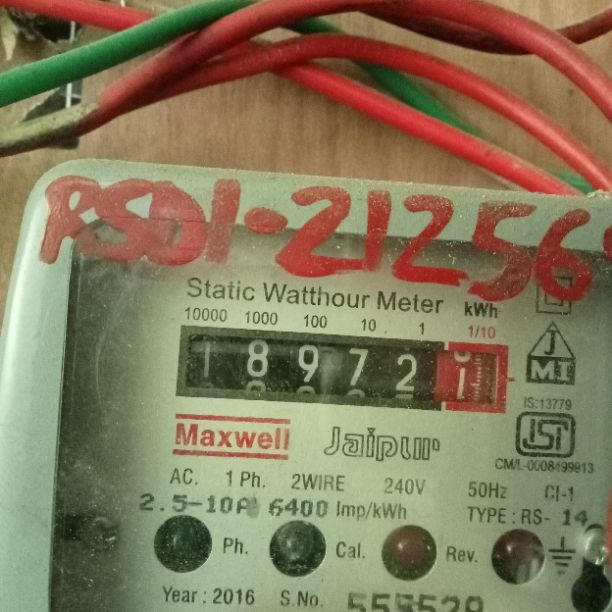 RSD1-21256
Static Watthour Meter kWh
10000 1000 100 10 1 1/10
1 8 9 7 2 1
J
MI
IS:13779
Maxwell Jaipur
ISI
CM/L-0008499913
AC. 1 Ph. 2WIRE 240V 50Hz Cl-1
2.5-10A 6400 Imp/kWh TYPE : RS- 14
Ph. Cal. Rev.
Year : 2016 S.No.